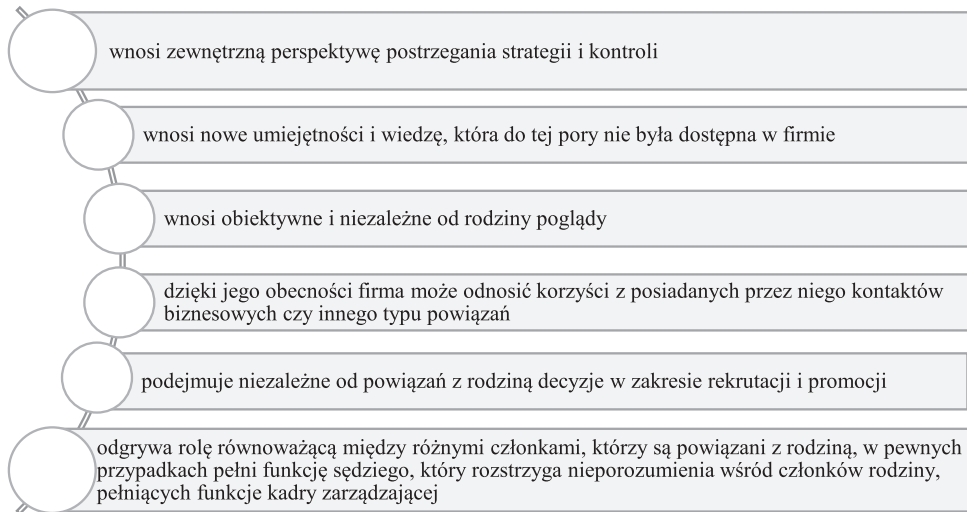 wnosi zewnętrzną perspektywę postrzegania strategii i kontroli
wnosi nowe umiejętności i wiedzę, która do tej pory nie była dostępna w firmie
wnosi obiektywne i niezależne od rodziny poglądy
dzięki jego obecności firma może odnosić korzyści z posiadanych przez niego kontaktów
biznesowych czy innego typu powiązań
podejmuje niezależne od powiązań z rodziną decyzje w zakresie rekrutacji i promocji
odgrywa rolę równoważącą między różnymi członkami, którzy są powiązani z rodziną, w pewnych
przypadkach pełni funkcję sędziego, który rozstrzyga nieporozumienia wśród członków rodziny,
pełniących funkcje kadry zarządzającej